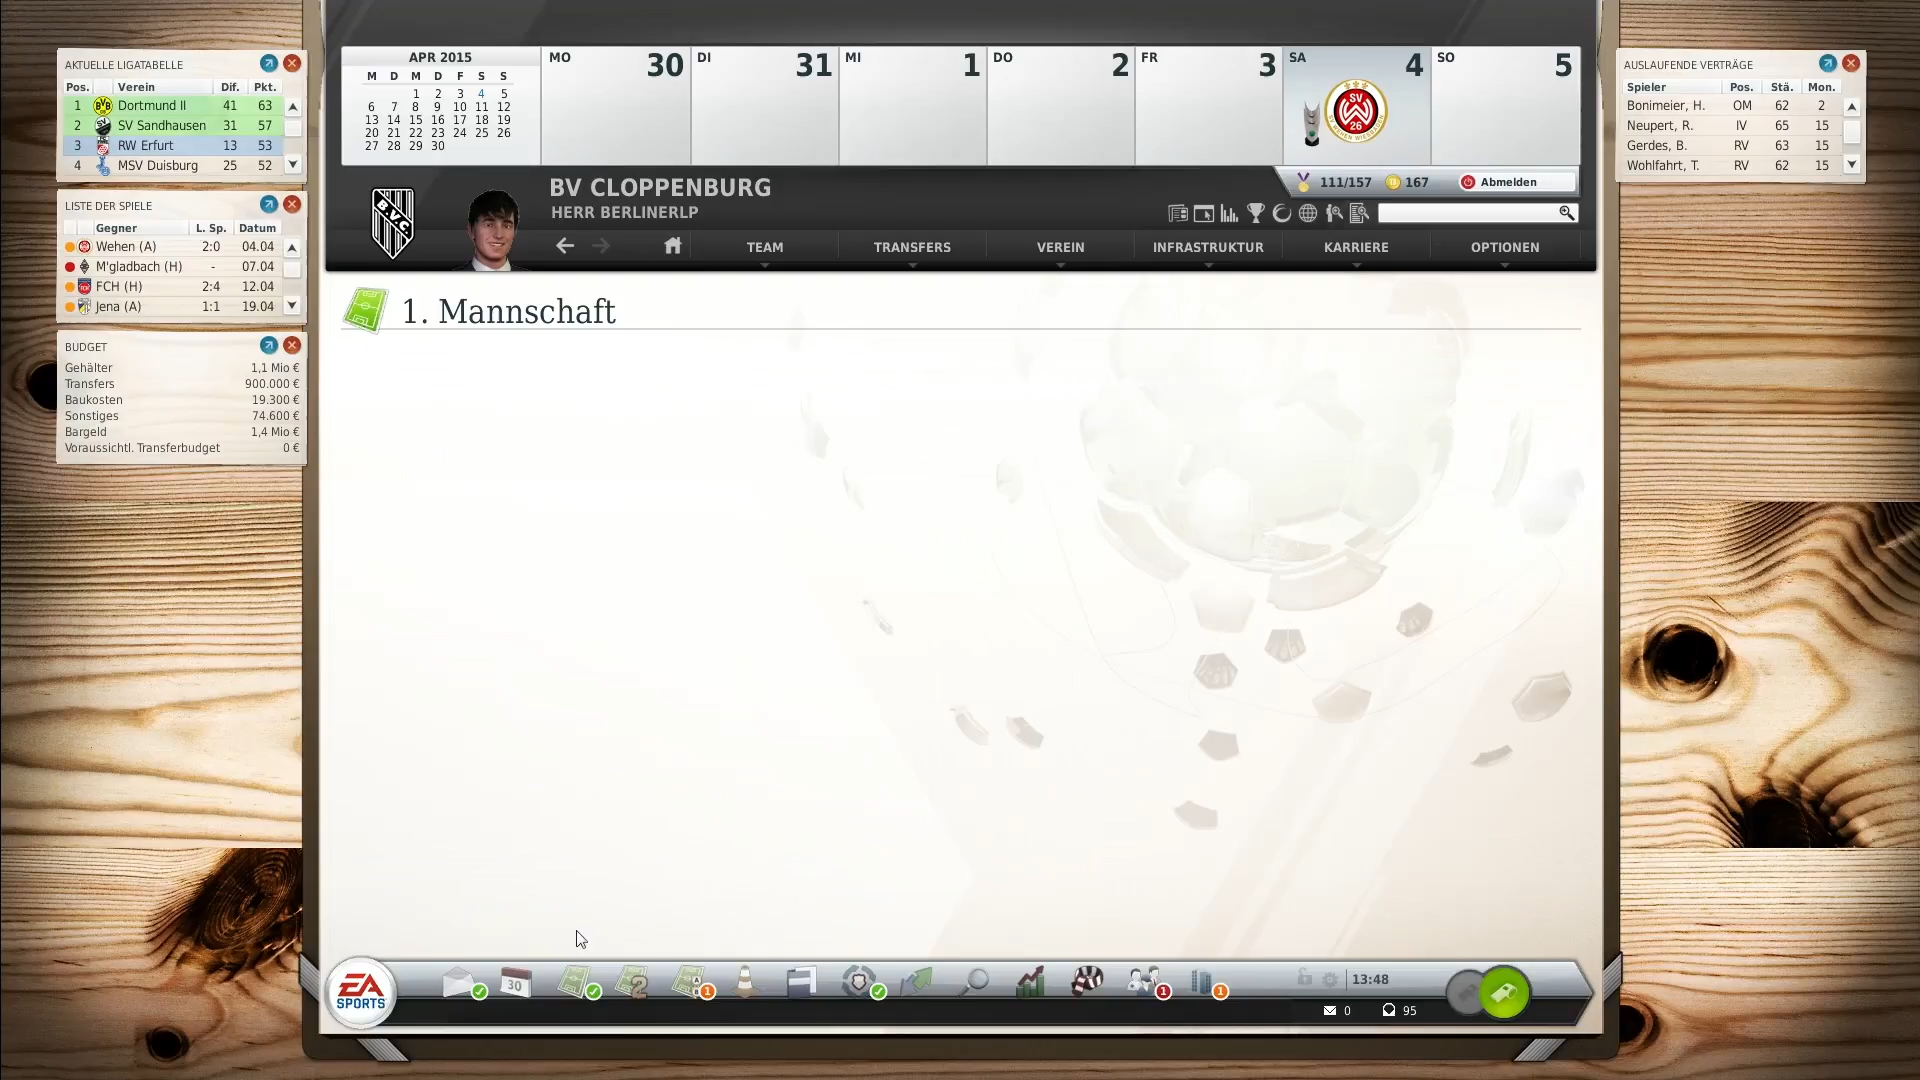 AKTUELLE LIGATABELLE
Pos. Verein Dif. Pkt.
1 Dortmund II 41 63
2 SV Sandhausen 31 57
3 RW Erfurt 13 53
4 MSV Duisburg 25 52
LISTE DER SPIELE
Gegner L. Sp. Datum
Wehen (A) 2:0 04.04
M'gladbach (H) - 07.04
FCH (H) 2:4 12.04
Jena (A) 1:1 19.04
BUDGET
Gehälter 1,1 Mio €
Transfers 900.000 €
Baukosten 19.300 €
Sonstiges 74.600 €
Bargeld 1,4 Mio €
Voraussichtl. Transferbudget 0 €
APR 2015
M D M D F S S
1 2 3 4 5
6 7 8 9 10 11 12
13 14 15 16 17 18 19
20 21 22 23 24 25 26
27 28 29 30
MO 30 DI 31 MI 1 DO 2 FR 3 SA 4 SO 5
SV
26
111/157 167 Abmelden
B.V.C
BV CLOPPENBURG
HERR BERLINERLP
TEAM TRANSFERS VEREIN INFRASTRUKTUR KARRIERE OPTIONEN
1. Mannschaft
AUSLAUFENDE VERTRÄGE
Spieler Pos. Stä. Mon.
Bonimeier, H. OM 62 2
Neupert, R. IV 65 15
Gerdes, B. RV 63 15
Wohlfahrt, T. RV 62 15
EA
SPORTS
30
2
1
1
1
13:48
0 95